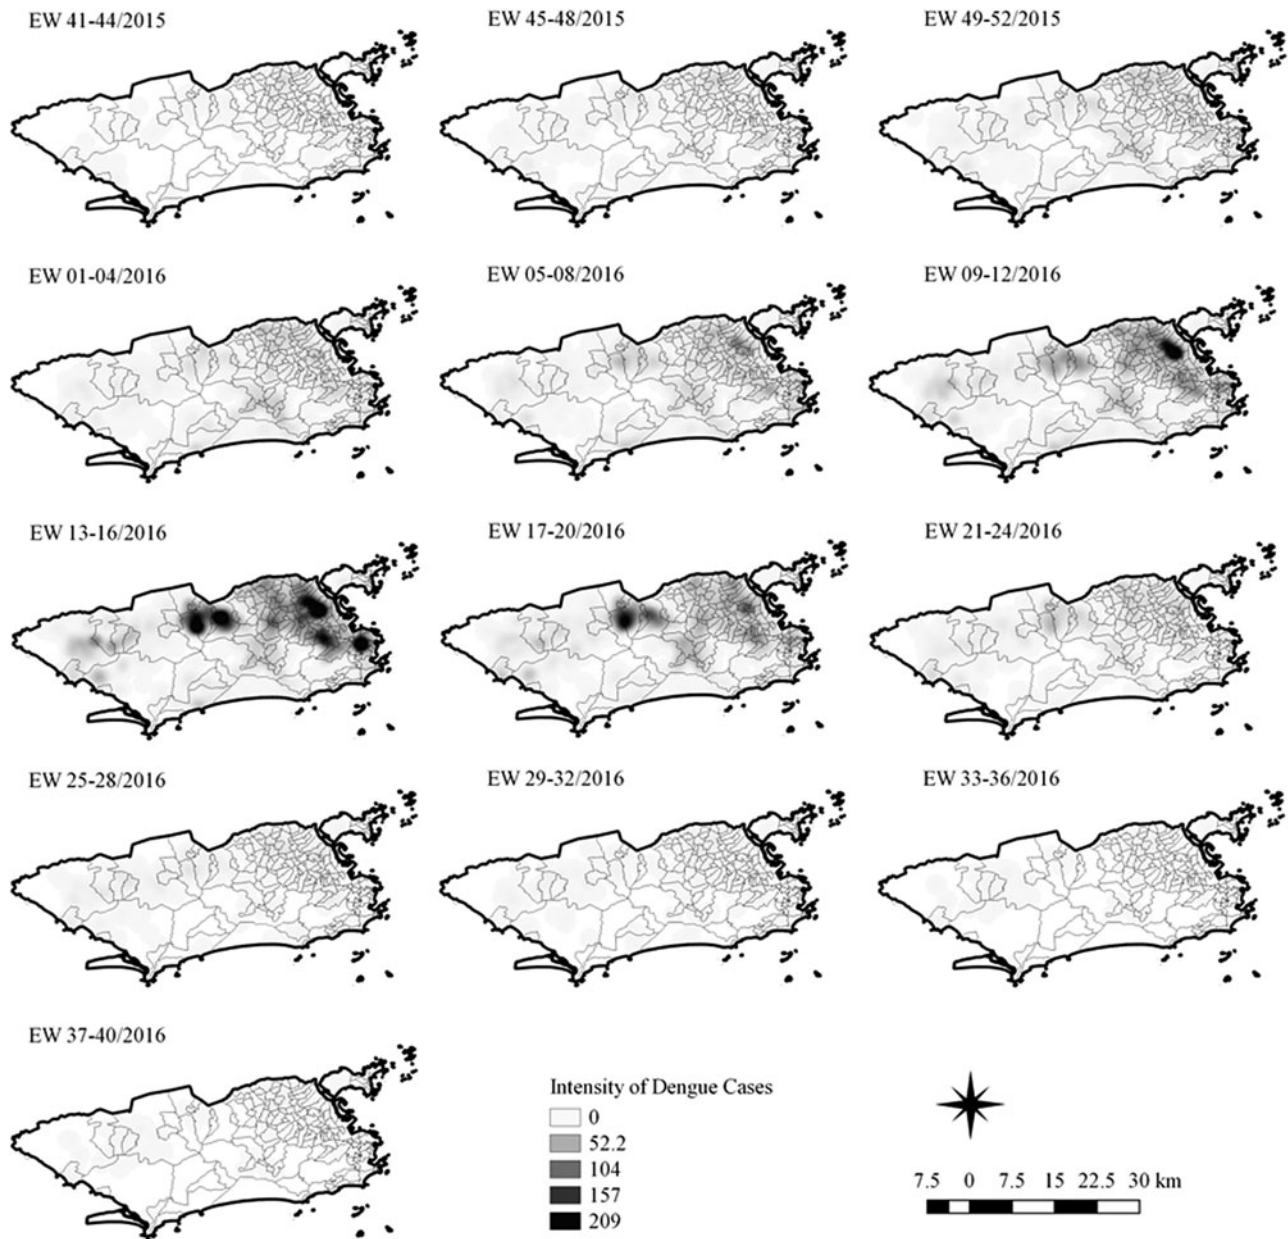 EW 41-44/2015
EW 45-48/2015
EW 49-52/2015
EW 01-04/2016
EW 05-08/2016
EW 09-12/2016
EW 13-16/2016
EW 17-20/2016
EW 21-24/2016
EW 25-28/2016
EW 29-32/2016
EW 33-36/2016
EW 37-40/2016
Intensity of Dengue Cases
0
52.2
104
157
209
7.5 0 7.5 15 22.5 30 km